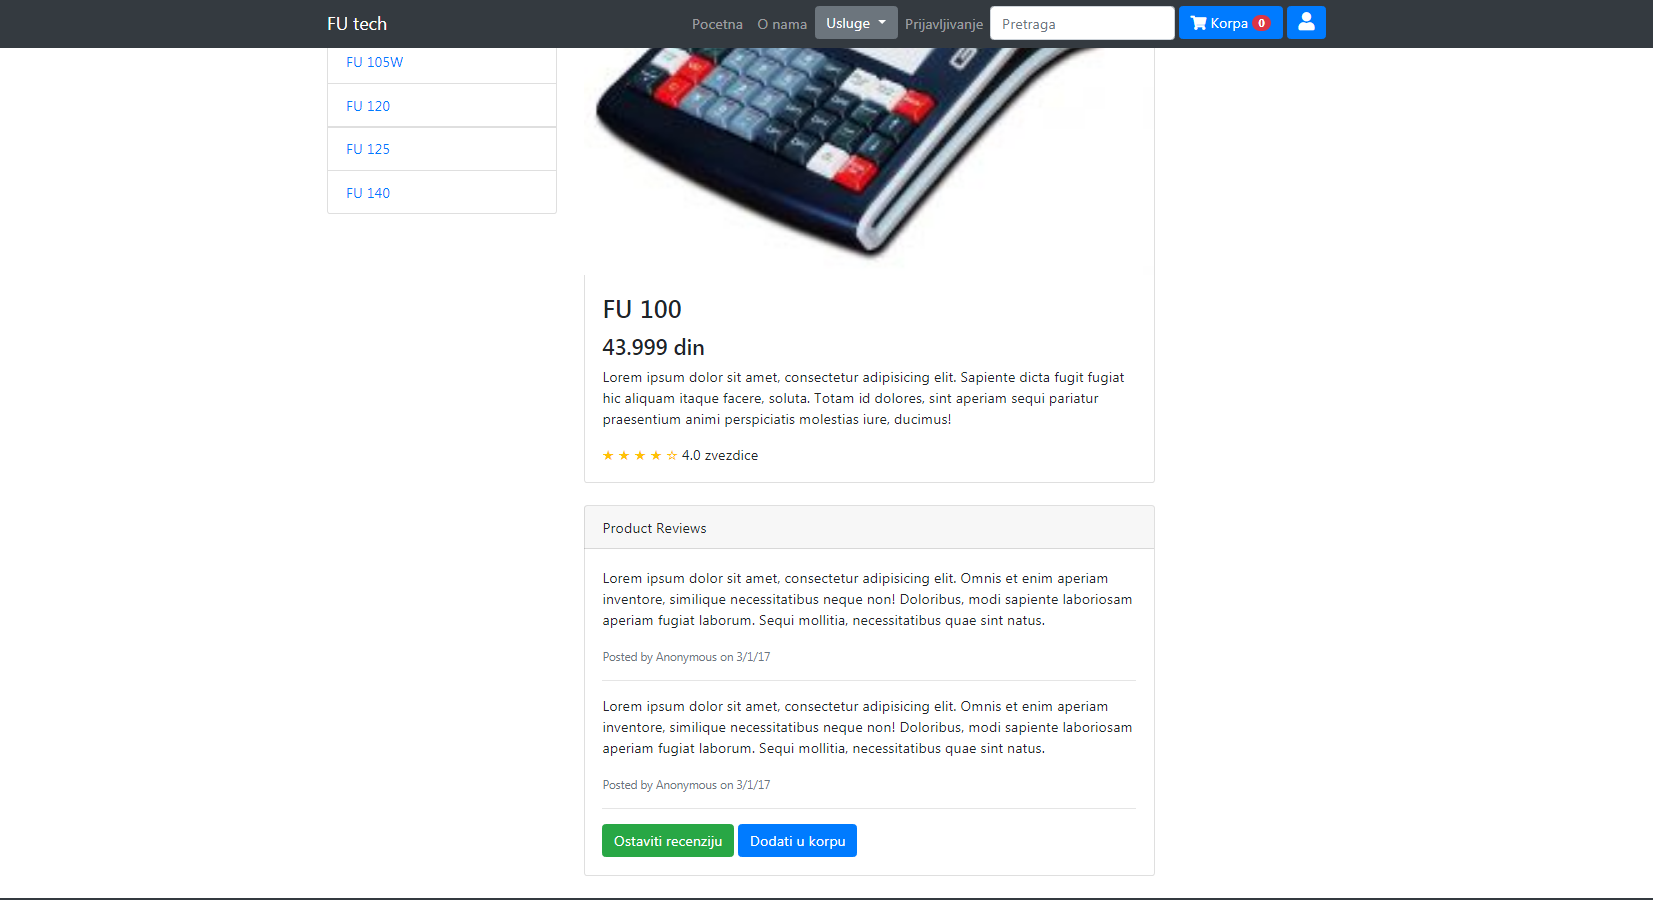 FU tech
Pocetna
O nama
Usluge
Prijavljivanje
Pretraga
Korpa 0
FU 105W
FU 120
FU 125
FU 140
FU 100
43.999 din
Lorem ipsum dolor sit amet, consectetur adipisicing elit. Sapiente dicta fugit fugiat
hic aliquam itaque facere, soluta. Totam id dolores, sint aperiam sequi pariatur
praesentium animi perspiciatis molestias iure, ducimus!
★ ★ ★ ★ ☆ 4.0 zvezdice
Product Reviews
Lorem ipsum dolor sit amet, consectetur adipisicing elit. Omnis et enim aperiam
inventore, similique necessitatibus neque non! Doloribus, modi sapiente laboriosam
aperiam fugiat laborum. Sequi mollitia, necessitatibus quae sint natus.
Posted by Anonymous on 3/1/17
Lorem ipsum dolor sit amet, consectetur adipisicing elit. Omnis et enim aperiam
inventore, similique necessitatibus neque non! Doloribus, modi sapiente laboriosam
aperiam fugiat laborum. Sequi mollitia, necessitatibus quae sint natus.
Posted by Anonymous on 3/1/17
Ostaviti recenziju
Dodati u korpu